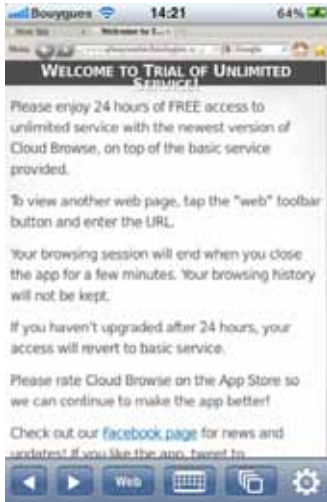 Bouygues 14:21 64%
Welcome to
Google
WELCOME TO TRIAL OF UNLIMITED
SERVICE!
Please enjoy 24 hours of FREE access to
unlimited service with the newest version of
Cloud Browse, on top of the basic service
provided.
To view another web page, tap the "web" toolbar
button and enter the URL.
Your browsing session will end when you close
the app for a few minutes. Your browsing history
will not be kept.
If you haven't upgraded after 24 hours, your
access will revert to basic service.
Please rate Cloud Browse on the App Store so
we can continue to make the app better!
Check out our Facebook page for news and
updates! If you like the app, tweet to
Web